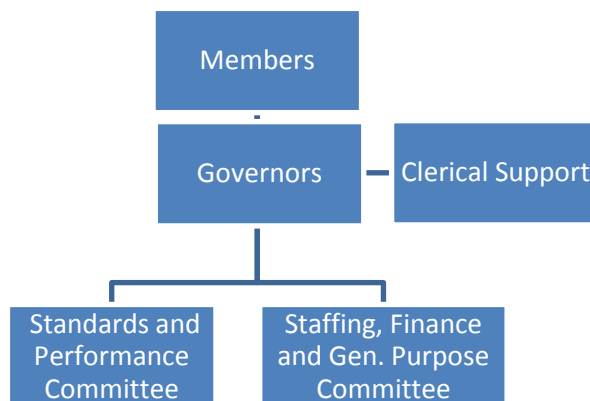 Members
Governors
Clerical Support
Standards and
Performance
Committee
Staffing, Finance
and Gen. Purpose
Committee